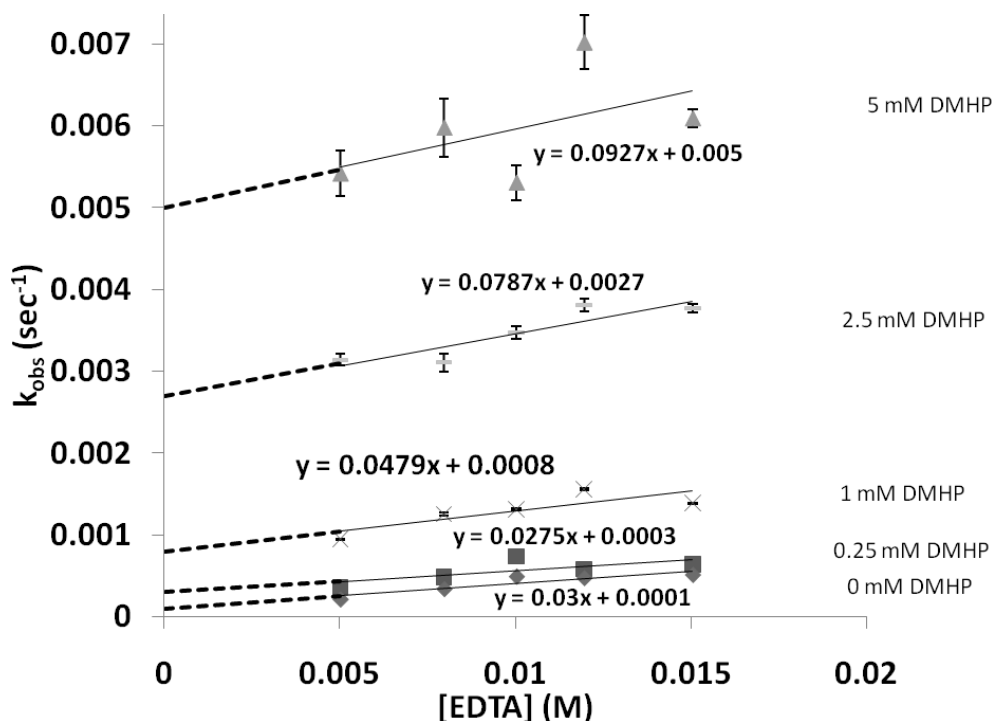 0.007
5 mM DMHP
0.006
y = 0.0927x + 0.005
0.005
0.004
y = 0.0787x + 0.0027
2.5 mM DMHP
kobs (sec-1)
0.003
0.002
y = 0.0479x + 0.0008
1 mM DMHP
0.001
y = 0.0275x + 0.0003
0.25 mM DMHP
y = 0.03x + 0.0001
0 mM DMHP
0
0 0.005 0.01 0.015 0.02
[EDTA] (M)